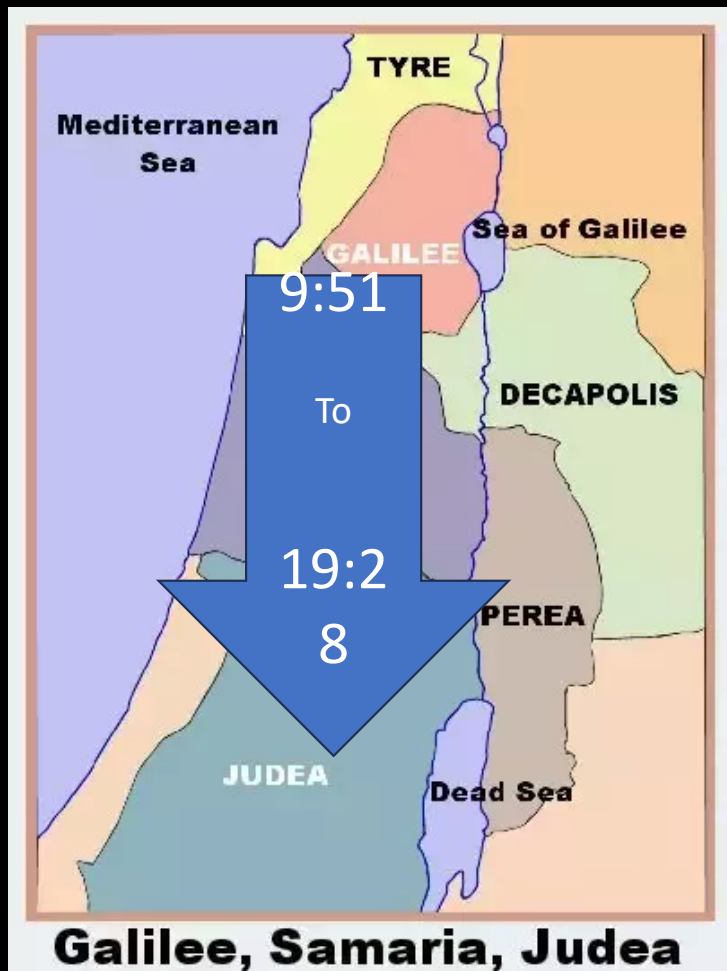 TYRE
Mediterranean
Sea
Sea of Galilee
GALILEE
9:51
To
DECAPOLIS
19:2
8
PEREA
JUDEA
Dead Sea
Galilee, Samaria, Judea